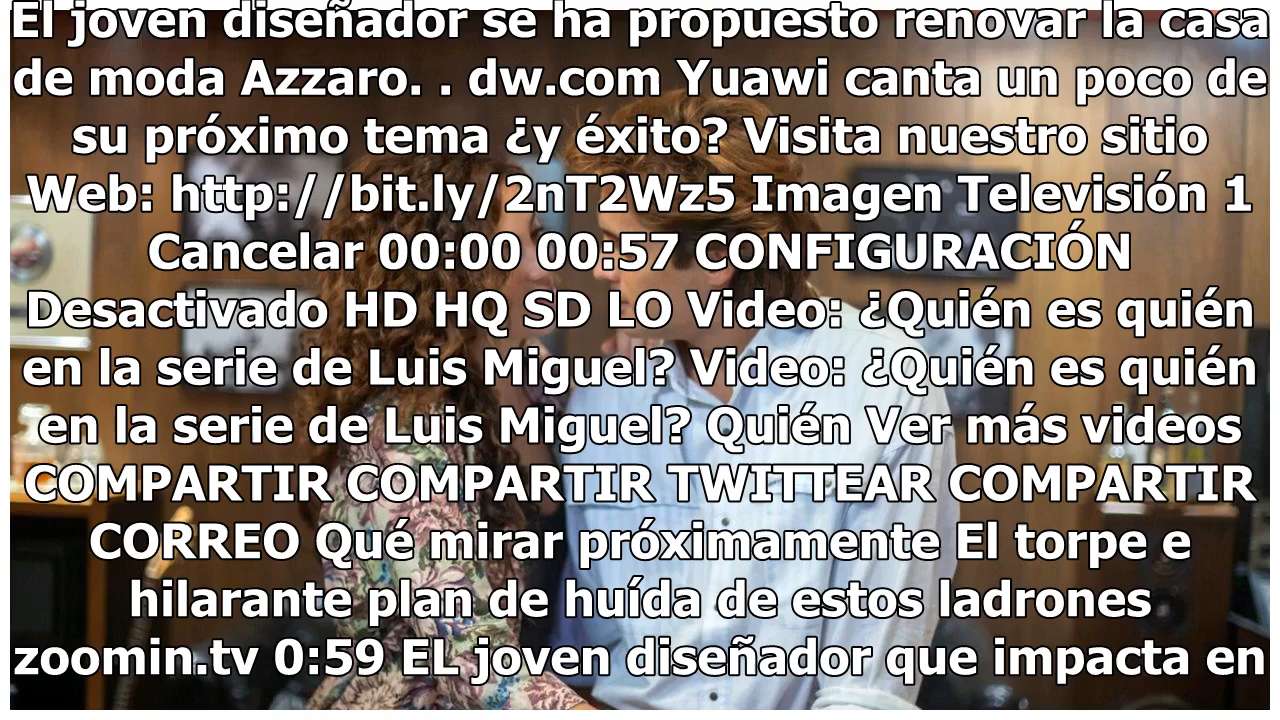 El joven diseñador se ha propuesto renovar la casa
de moda Azzaro. . dw.com Yuawi canta un poco de
su próximo tema ¿y éxito? Visita nuestro sitio
Web: http://bit.ly/2nT2Wz5 Imagen Televisión 1
Cancelar 00:00 00:57 CONFIGURACIÓN
Desactivado HD HQ SD LO Video: ¿Quién es quién
en la serie de Luis Miguel? Video: ¿Quién es quién
en la serie de Luis Miguel? Quién Ver más videos
COMPARTIR COMPARTIR TWITTEAR COMPARTIR
CORREO Qué mirar próximamente El torpe e
hilarante plan de huída de estos ladrones
zoomin.tv 0:59 EL joven diseñador que impacta en